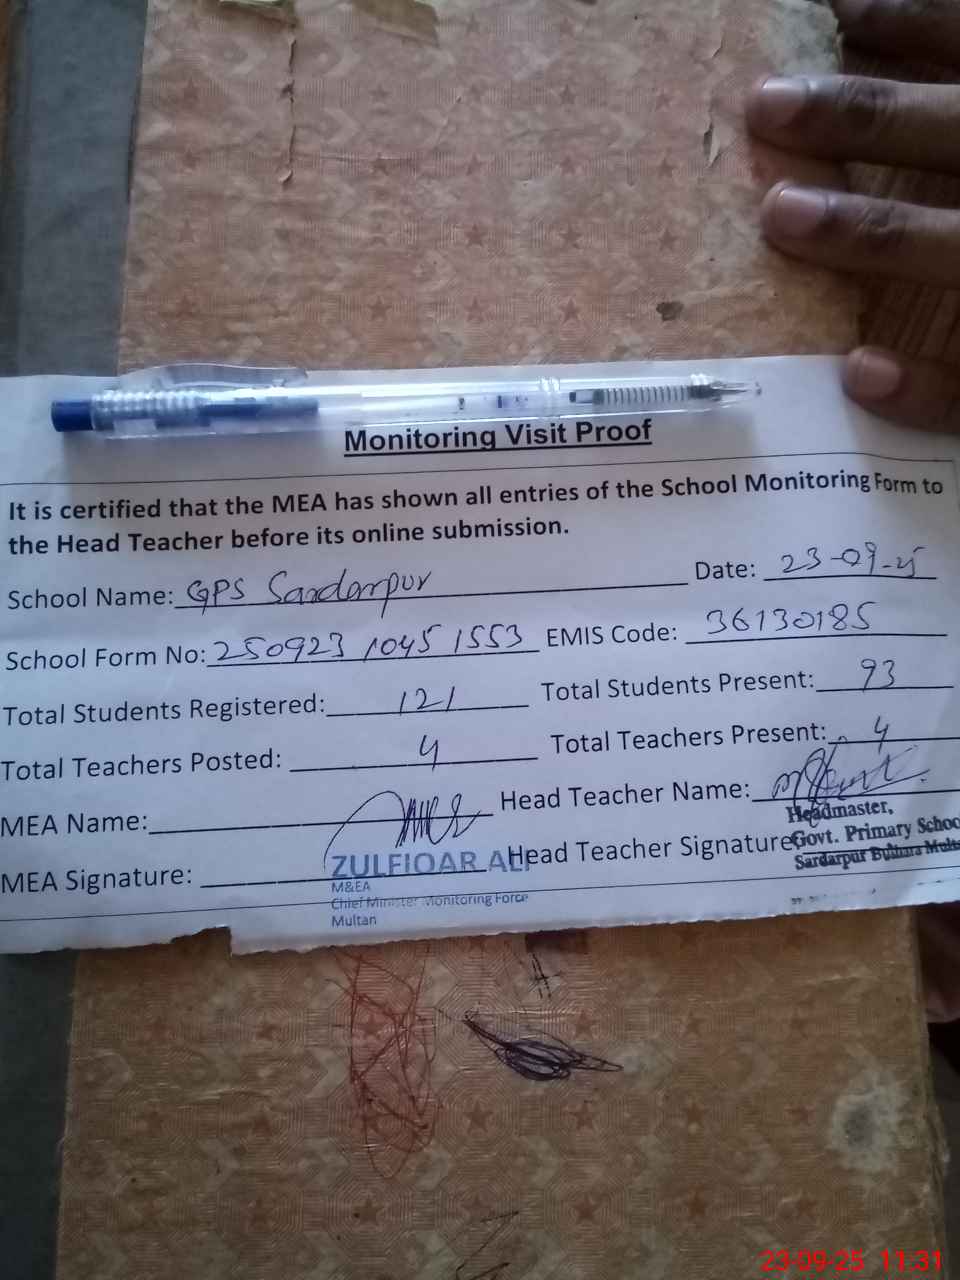 Monitoring Visit Proof
It is certified that the MEA has shown all entries of the School Monitoring Form to
the Head Teacher before its online submission.
School Name: GPS Sardarpur Date: 23-09-25
School Form No: 250923 1045 1553 EMIS Code: 36130185
Total Students Registered: 121 Total Students Present: 93
Total Teachers Posted: 4 Total Teachers Present: 4
MEA Name: Head Teacher Name:
Headmaster,
MEA Signature: Head Teacher Signature: Govt. Primary School
Sardarpur Multan
ZULFIQAR ALI
M&EA
Chief Minister Monitoring Force
Multan
23-09-25 11:31